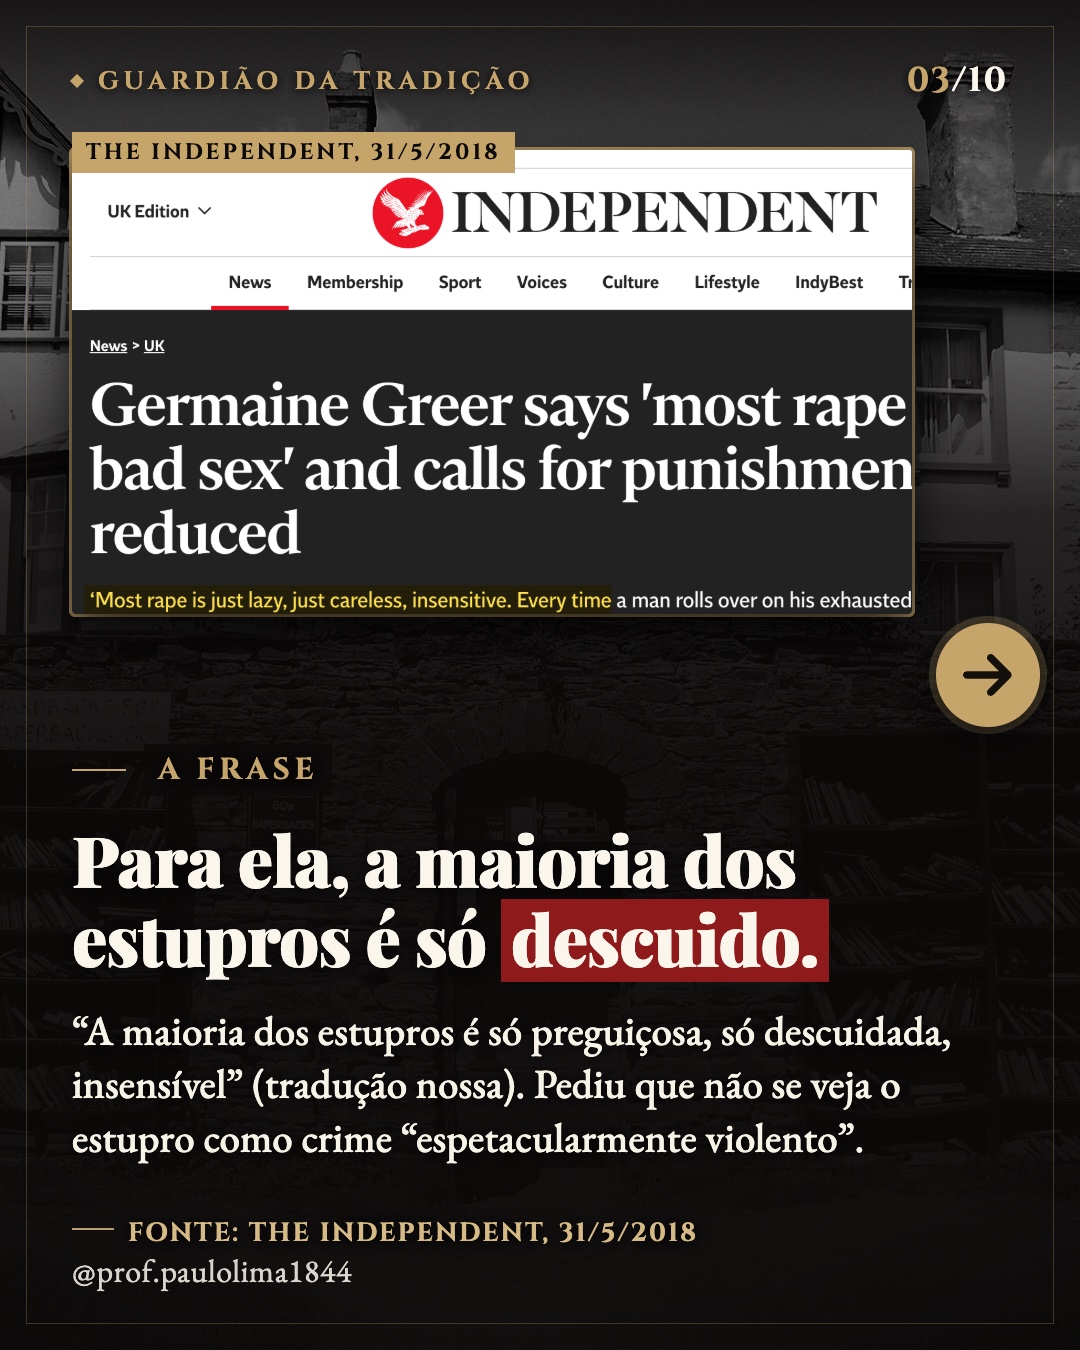 GUARDIÃO DA TRADIÇÃO
03/10
THE INDEPENDENT, 31/5/2018
UK Edition
INDEPENDENT
News Membership Sport Voices Culture Lifestyle IndyBest Tr
News > UK
Germaine Greer says 'most rape
bad sex' and calls for punishmen
reduced
‘Most rape is just lazy, just careless, insensitive. Every time a man rolls over on his exhausted
A FRASE
Para ela, a maioria dos
estupros é só descuido.
“A maioria dos estupros é só preguiçosa, só descuidada,
insensível” (tradução nossa). Pediu que não se veja o
estupro como crime “espetacularmente violento”.
FONTE: THE INDEPENDENT, 31/5/2018
@prof.paulolima1844